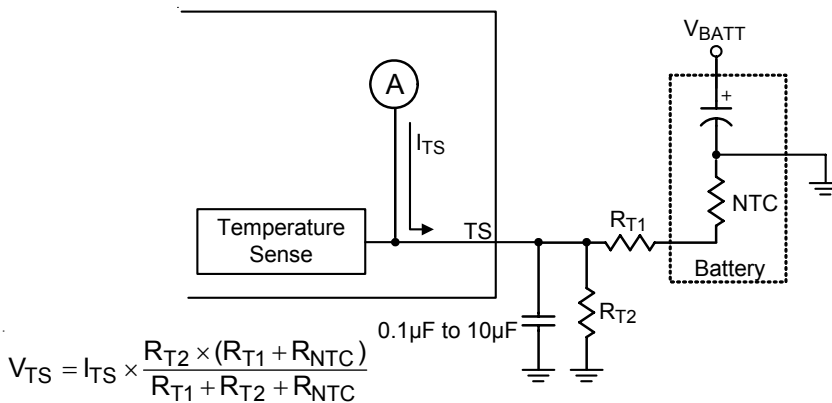 V_BATT
A
+
I_TS
NTC
Temperature
Sense
TS
R_T1
Battery
R_T2
0.1µF to 10µF
V_TS = I_TS × R_T2 × (R_T1 + R_NTC) / R_T1 + R_T2 + R_NTC